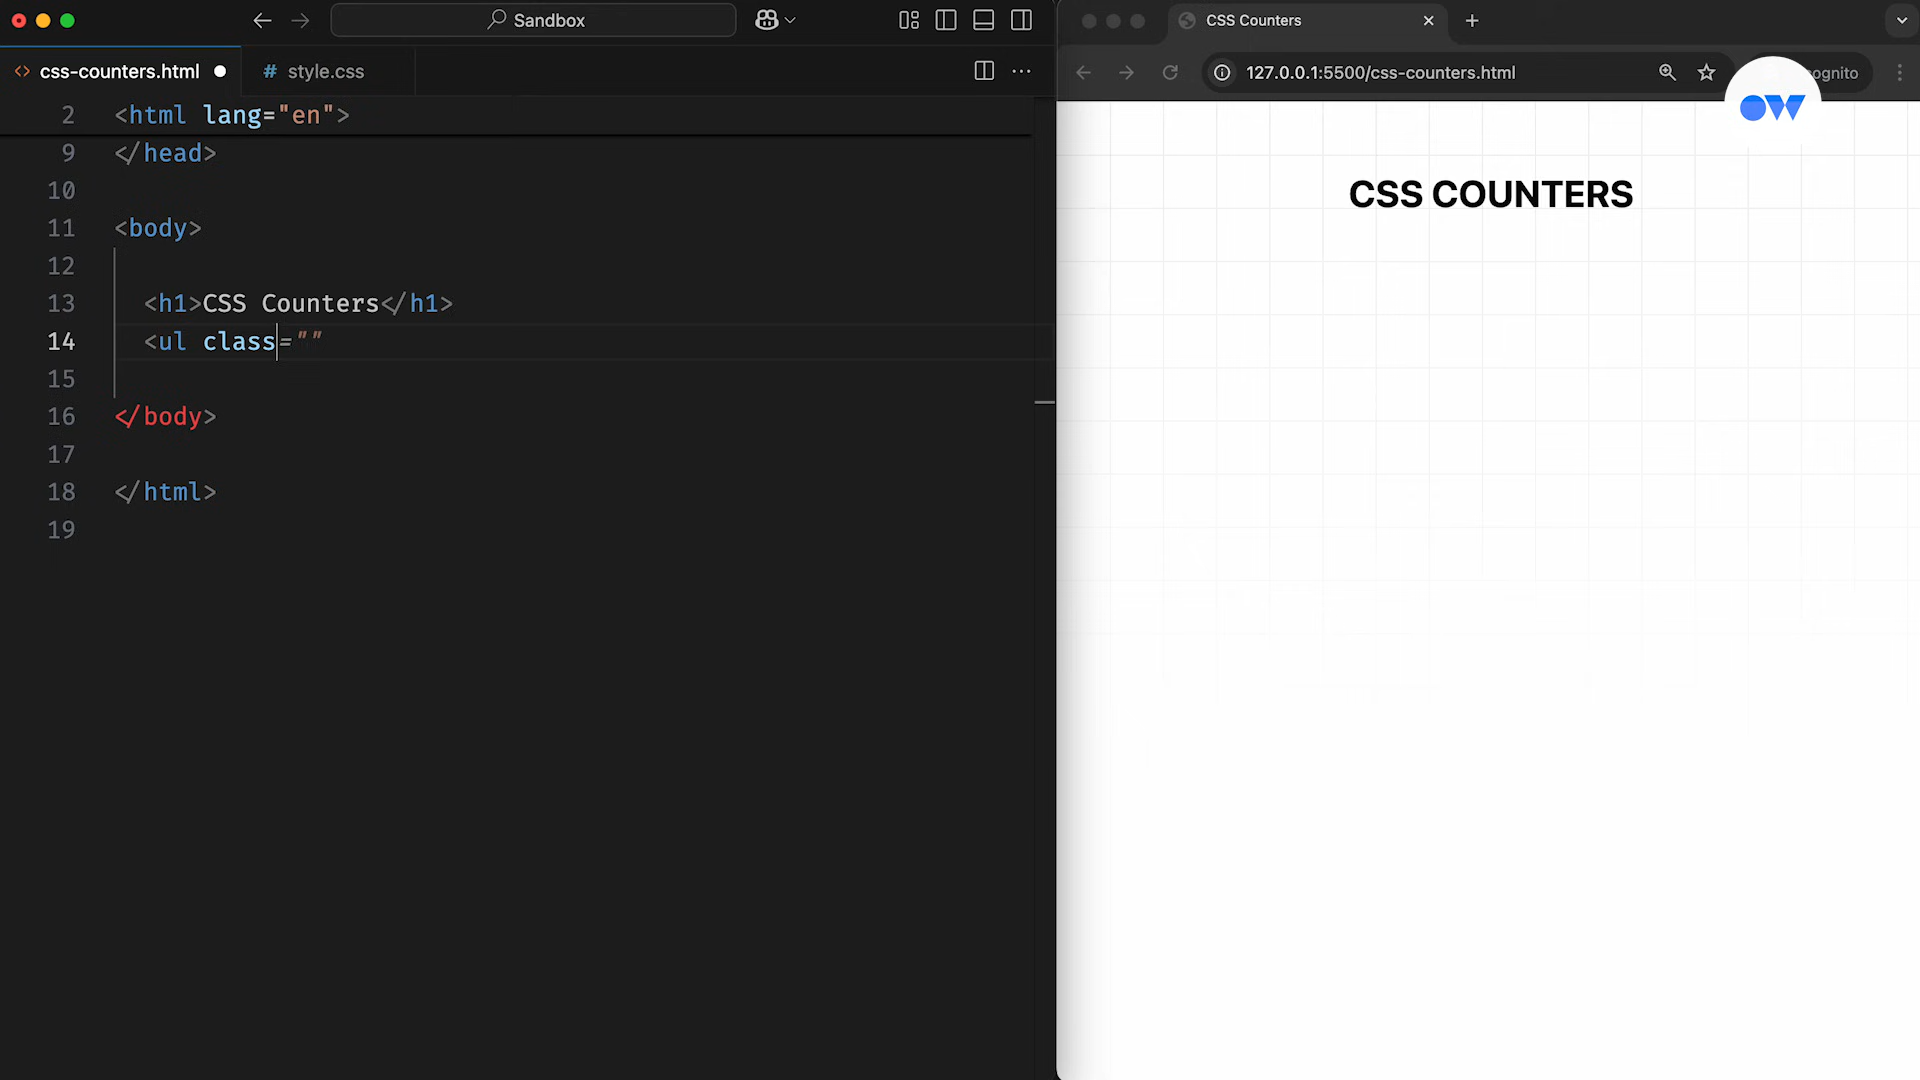 Sandbox
css-counters.html
# style.css
2 <html lang="en">
9 </head>
10
11 <body>
12
13 <h1>CSS Counters</h1>
14 <ul class=""
15
16 </body>
17
18 </html>
19
CSS Counters
127.0.0.1:5500/css-counters.html
ognito
OW
CSS COUNTERS